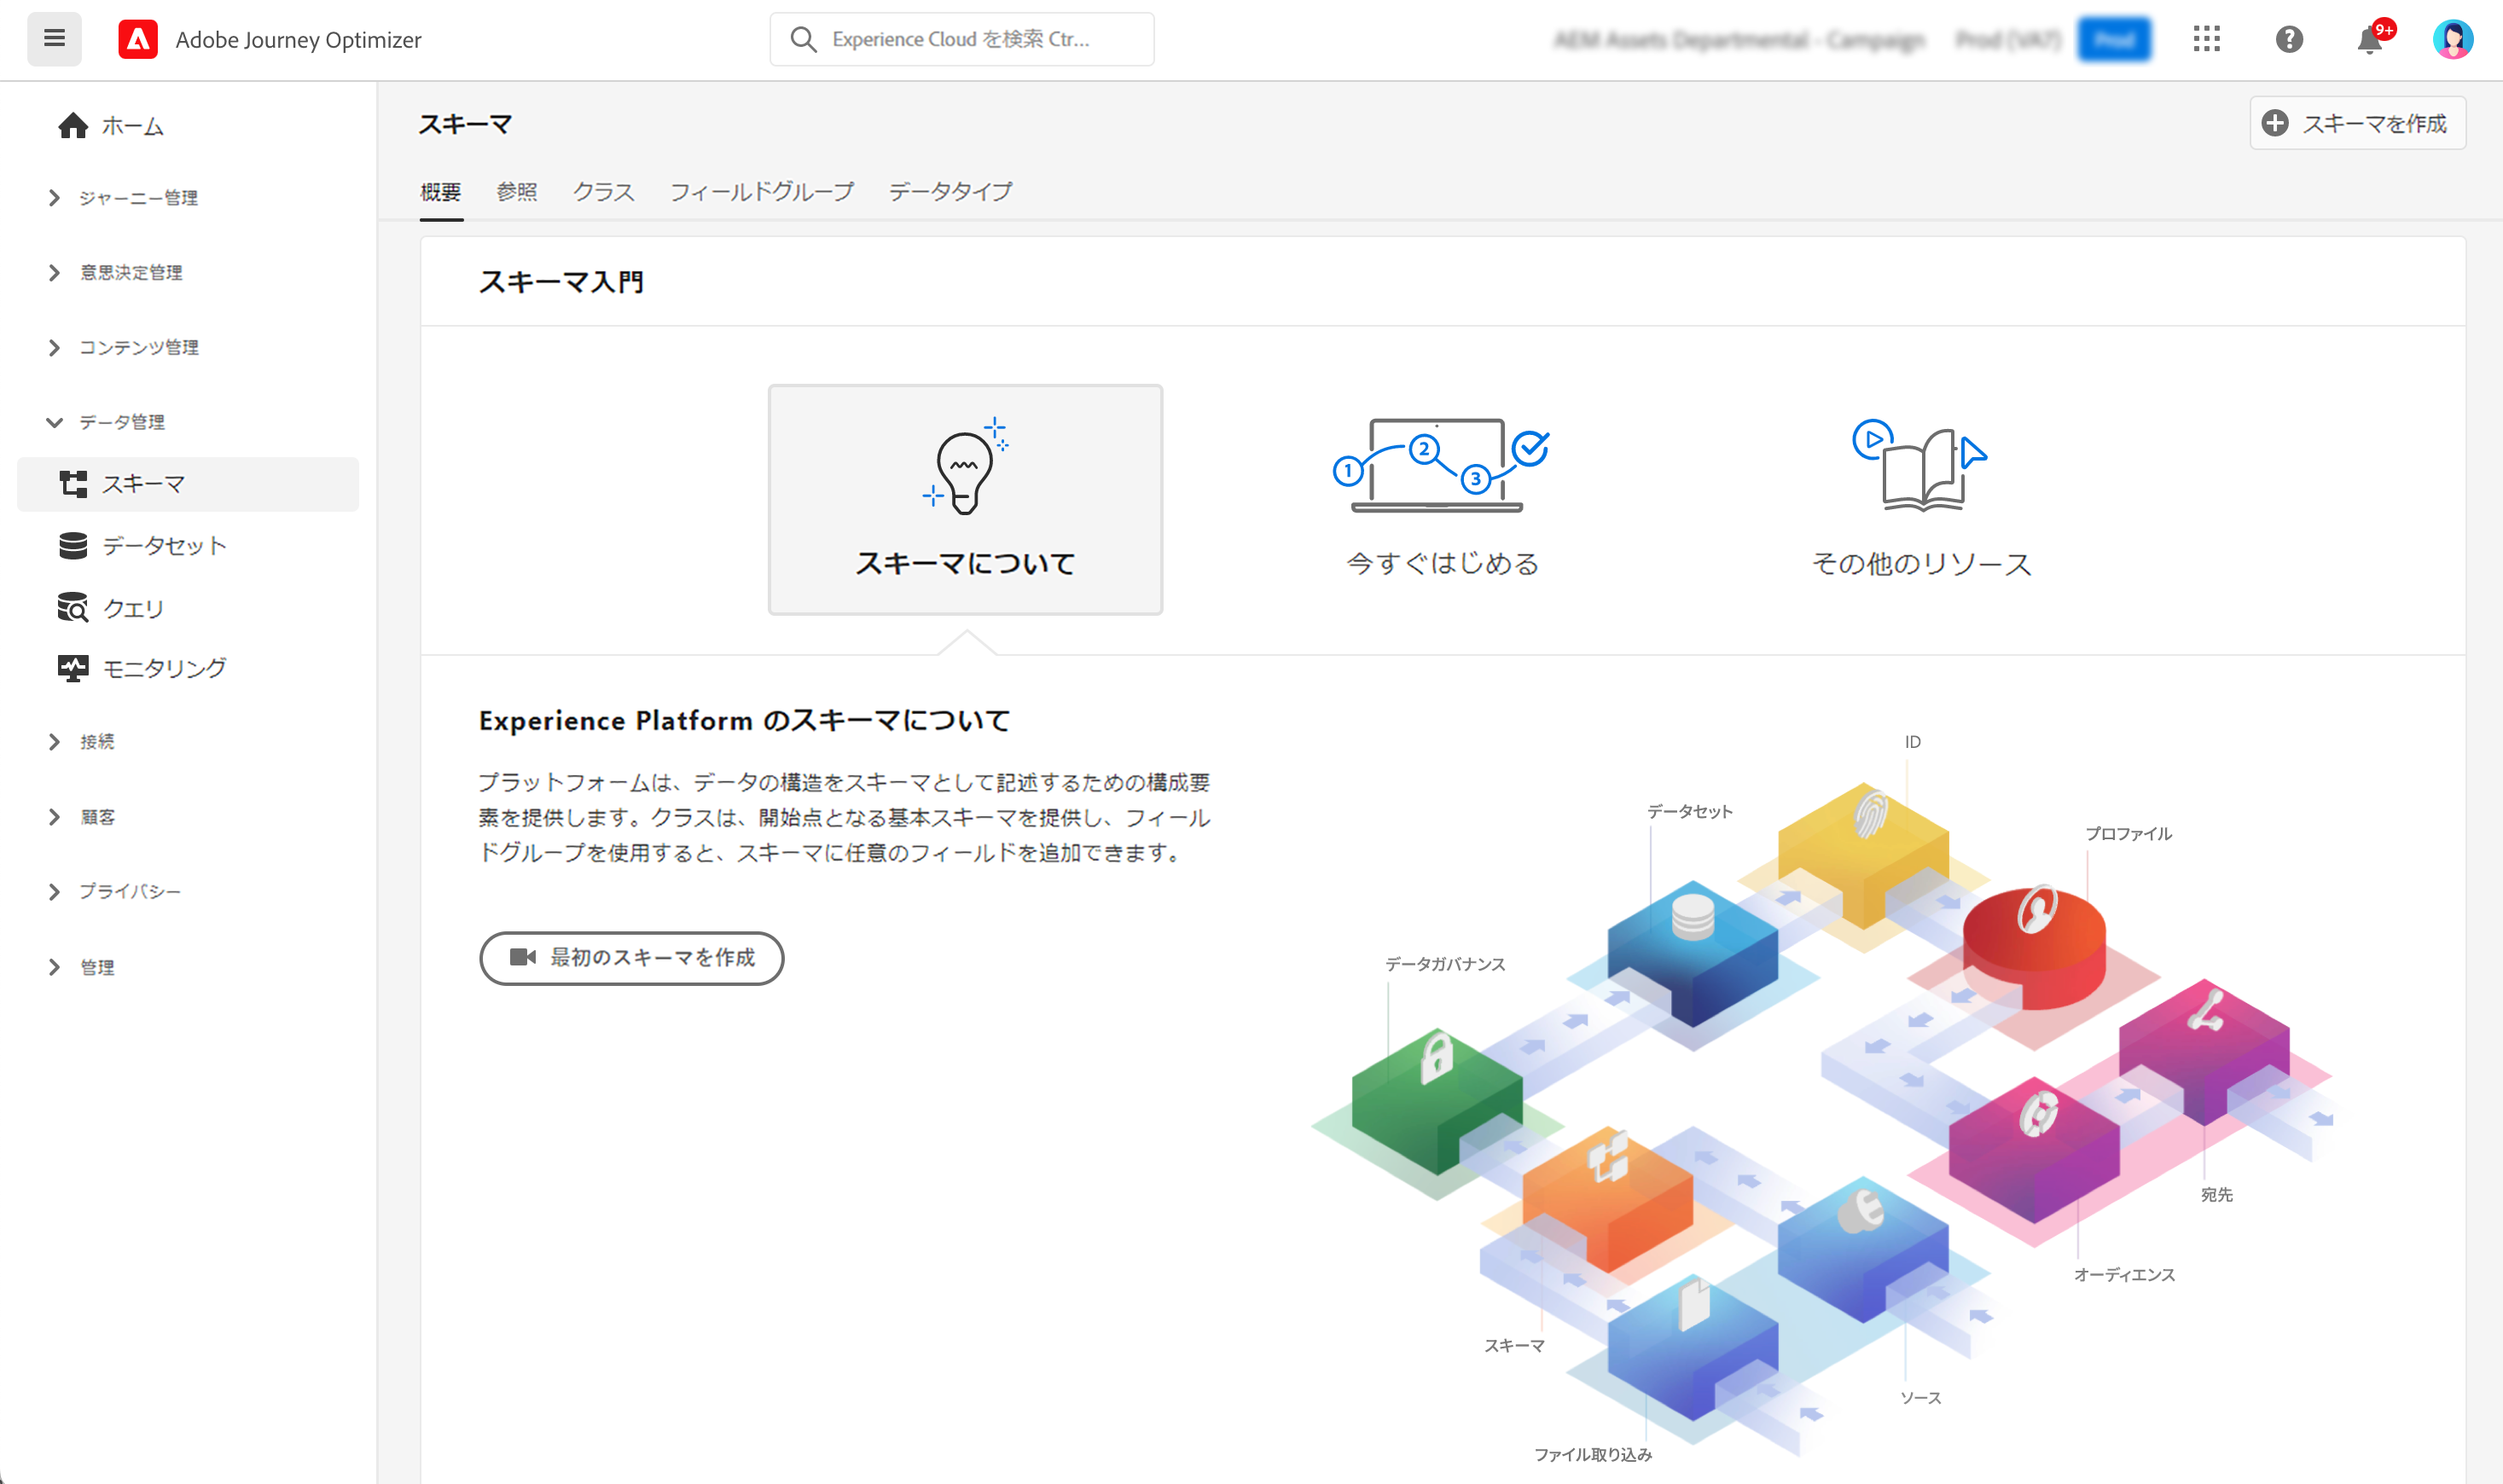 Adobe Journey Optimizer
Experience Cloud を検索 Ctr...
9+
ホーム
ジャーニー管理
意思決定管理
コンテンツ管理
データ管理
スキーマ
データセット
クエリ
モニタリング
接続
顧客
プライバシー
管理
スキーマ
スキーマを作成
概要 参照 クラス フィールドグループ データタイプ
スキーマ入門
1 2 3
スキーマについて
今すぐはじめる
その他のリソース
Experience Platform のスキーマについて
プラットフォームは、データの構造をスキーマとして記述するための構成要
素を提供します。クラスは、開始点となる基本スキーマを提供し、フィール
ドグループを使用すると、スキーマに任意のフィールドを追加できます。
最初のスキーマを作成
ID
データセット
プロファイル
データガバナンス
宛先
オーディエンス
スキーマ
ソース
ファイル取り込み